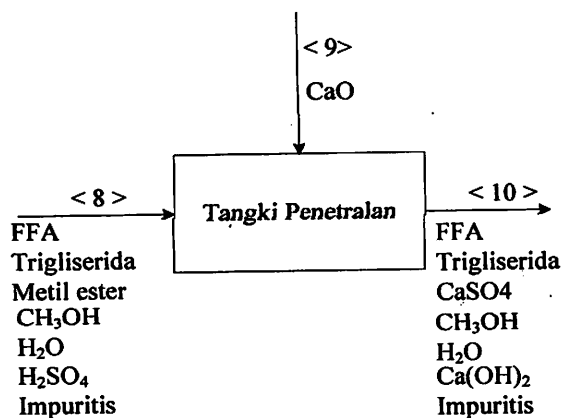 < 9>
CaO
Tangki Penetralan
< 8 >
FFA
Trigliserida
Metil ester
CH₃OH
H₂O
H₂SO₄
Impuritis
< 10 >
FFA
Trigliserida
CaSO4
CH₃OH
H₂O
Ca(OH)₂
Impuritis